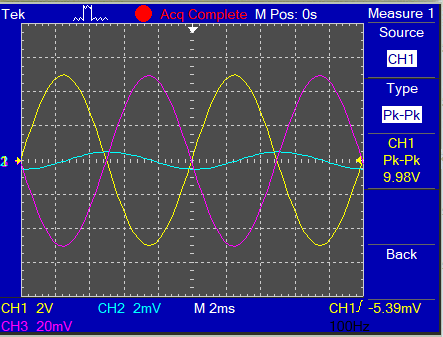 Tek Acq Complete M Pos: 0s Measure 1
Source
CH1
Type
Pk-Pk
CH1
Pk-Pk
9.98V
Back
CH1 2V CH2 2mV M 2ms CH1 -5.39mV
CH3 20mV 100Hz